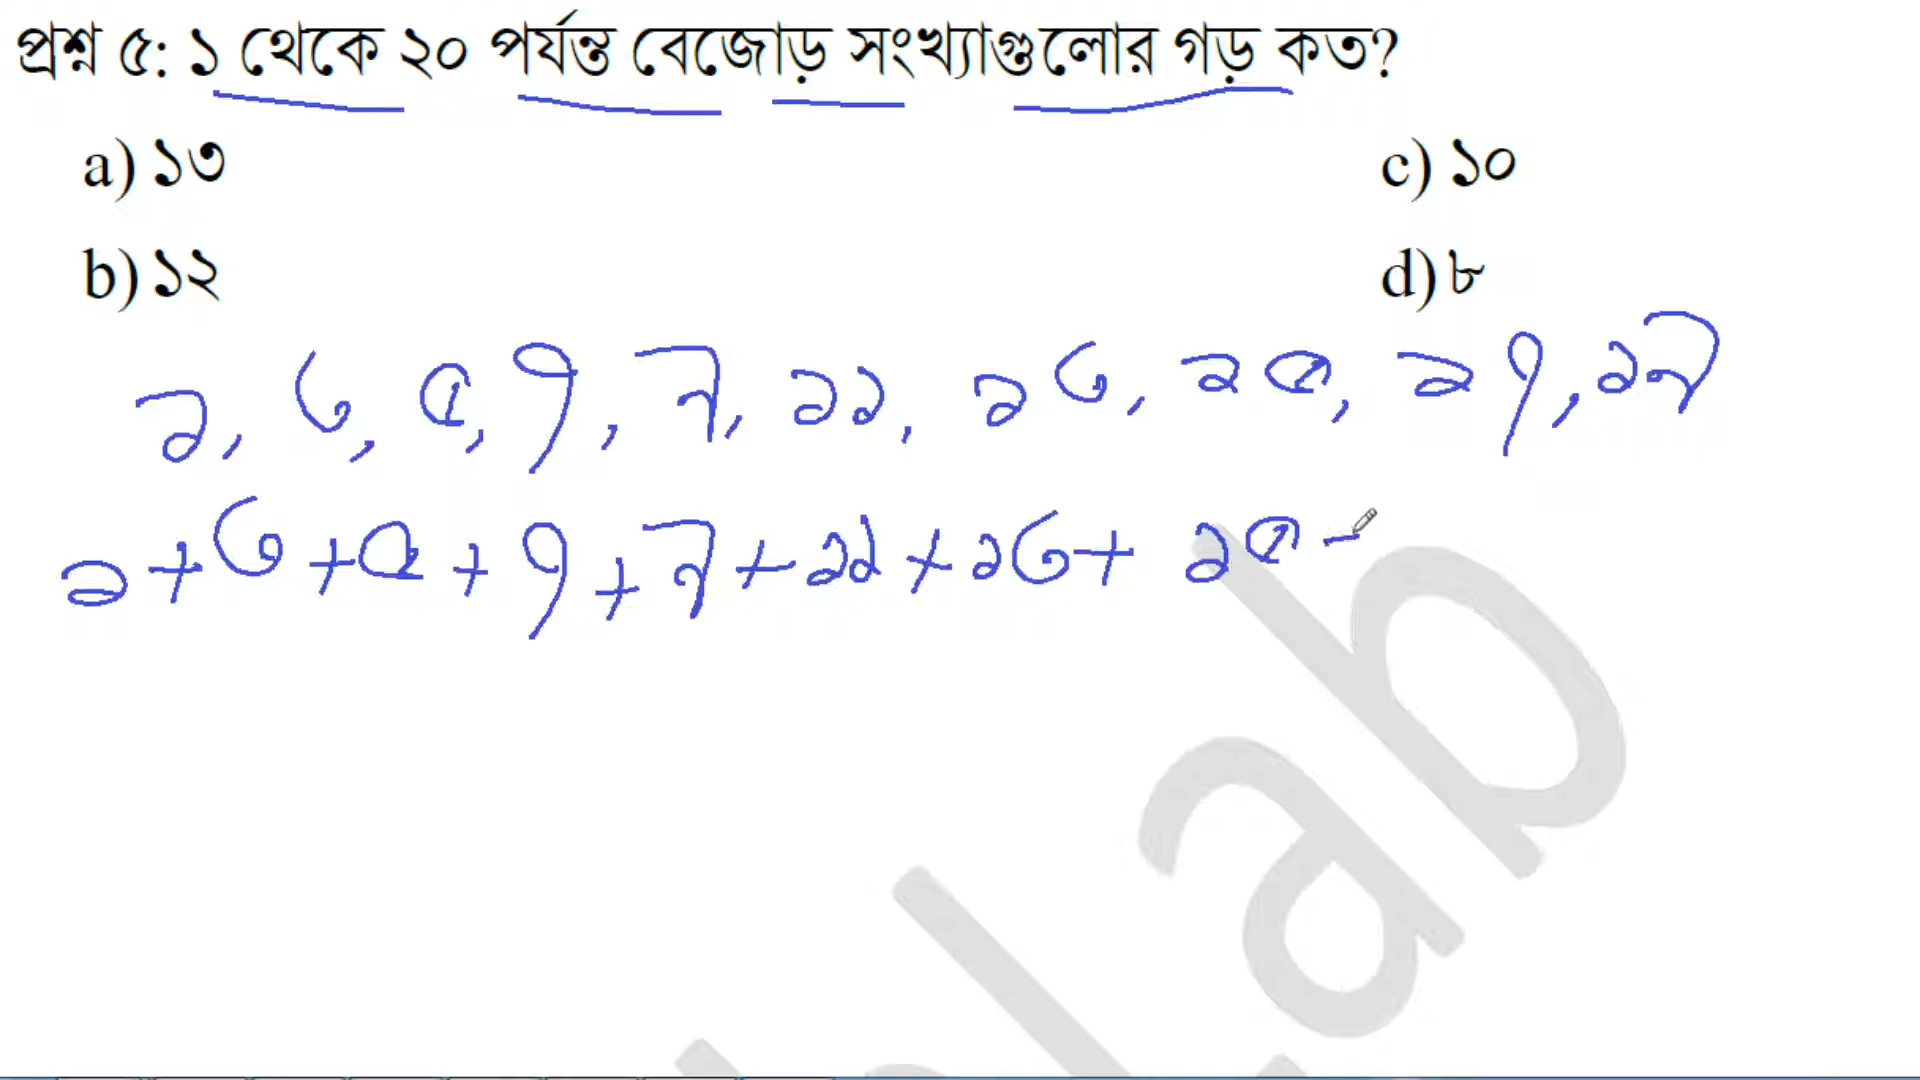 প্রশ্ন ৫: ১ থেকে ২০ পর্যন্ত বেজোড় সংখ্যাগুলোর গড় কত?
a) ১৩
c) ১০
b) ১২
d) ৮
১, ৩, ৫, ৭, ৯, ১১, ১৩, ১৫, ১৭, ১৯
১+৩+৫+৭+৯+১১+১৩+১৫-
lab